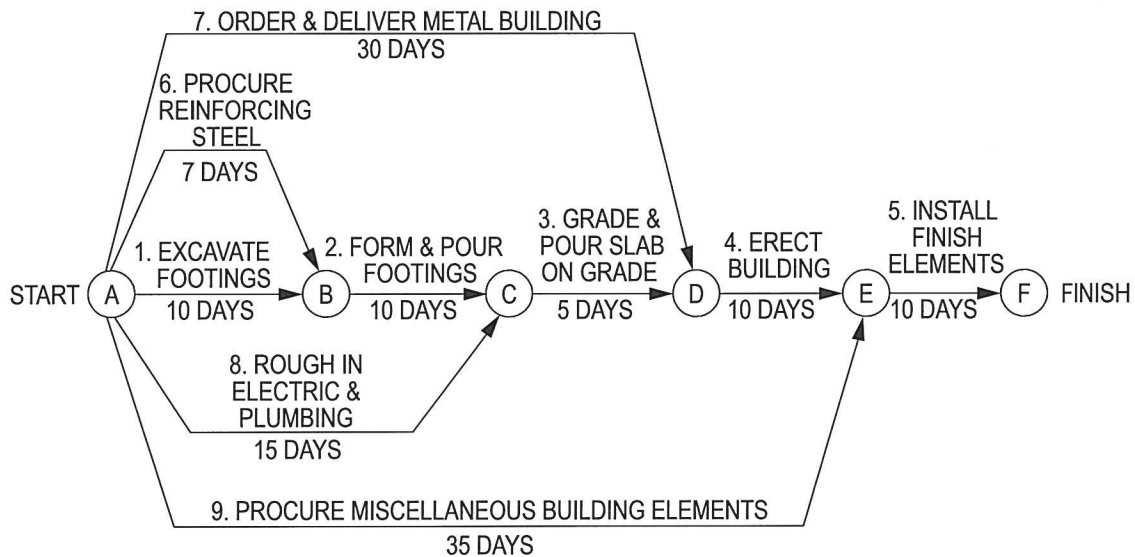 7. ORDER & DELIVER METAL BUILDING
30 DAYS
6. PROCURE
REINFORCING
STEEL
7 DAYS
1. EXCAVATE
FOOTINGS
10 DAYS
2. FORM & POUR
FOOTINGS
10 DAYS
3. GRADE &
POUR SLAB
ON GRADE
5 DAYS
4. ERECT
BUILDING
10 DAYS
5. INSTALL
FINISH
ELEMENTS
10 DAYS
START A B C D E F FINISH
8. ROUGH IN
ELECTRIC &
PLUMBING
15 DAYS
9. PROCURE MISCELLANEOUS BUILDING ELEMENTS
35 DAYS